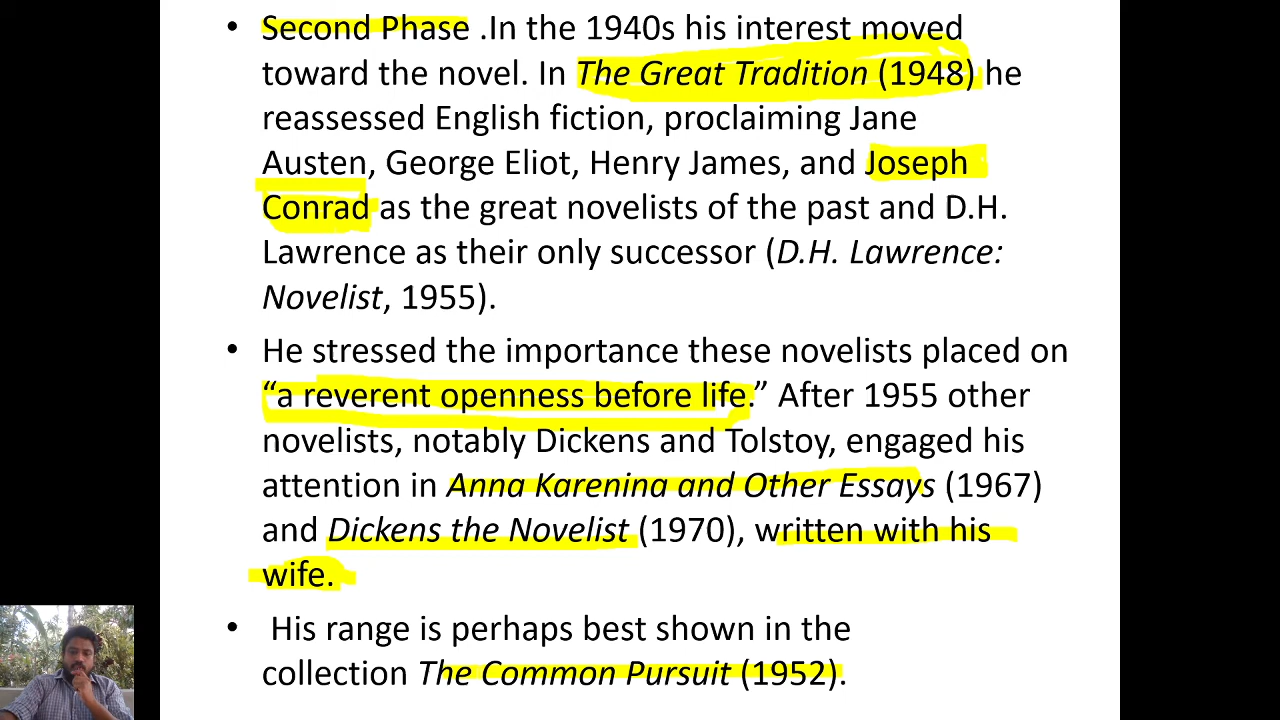 • Second Phase .In the 1940s his interest moved
toward the novel. In The Great Tradition (1948) he
reassessed English fiction, proclaiming Jane
Austen, George Eliot, Henry James, and Joseph
Conrad as the great novelists of the past and D.H.
Lawrence as their only successor (D.H. Lawrence:
Novelist, 1955).
• He stressed the importance these novelists placed on
“a reverent openness before life.” After 1955 other
novelists, notably Dickens and Tolstoy, engaged his
attention in Anna Karenina and Other Essays (1967)
and Dickens the Novelist (1970), written with his
wife.
• His range is perhaps best shown in the
collection The Common Pursuit (1952).